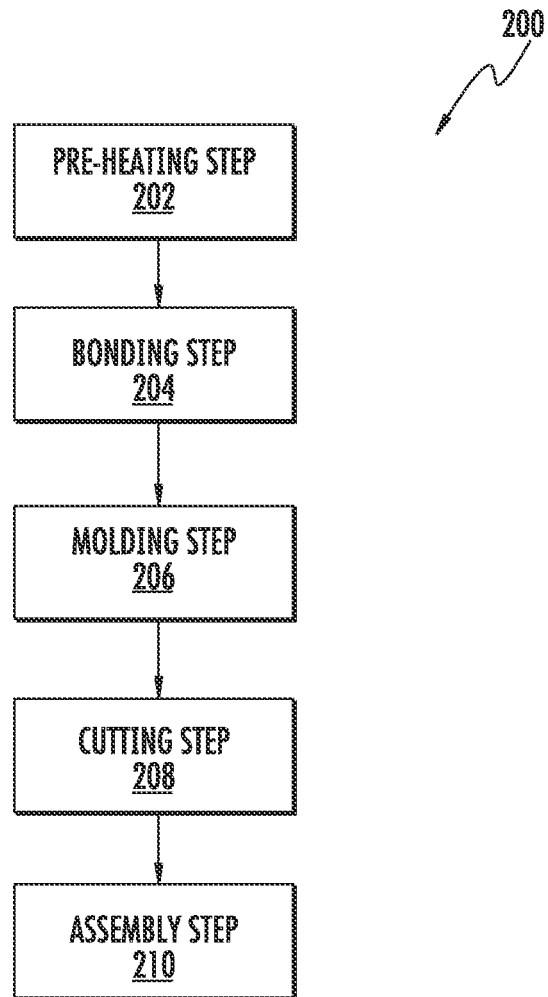 200
PRE-HEATING STEP
202
BONDING STEP
204
MOLDING STEP
206
CUTTING STEP
208
ASSEMBLY STEP
210